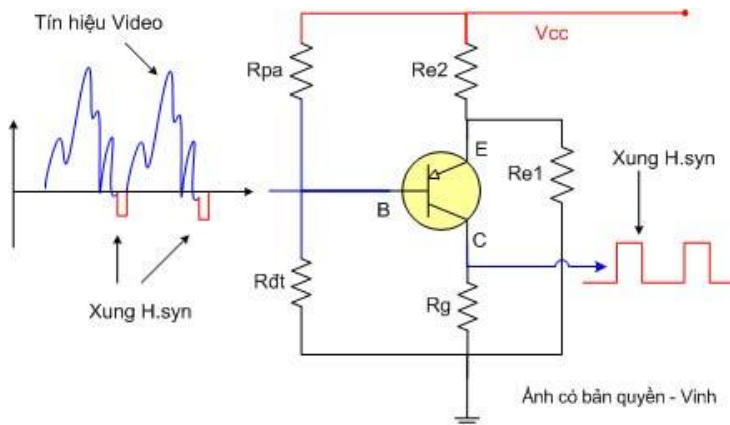 Tín hiệu Video
Vcc
Rpa
Re2
E
Re1
Xung H.syn
B
C
Rđt
Rg
Xung H.syn
Ảnh có bản quyền - Vinh